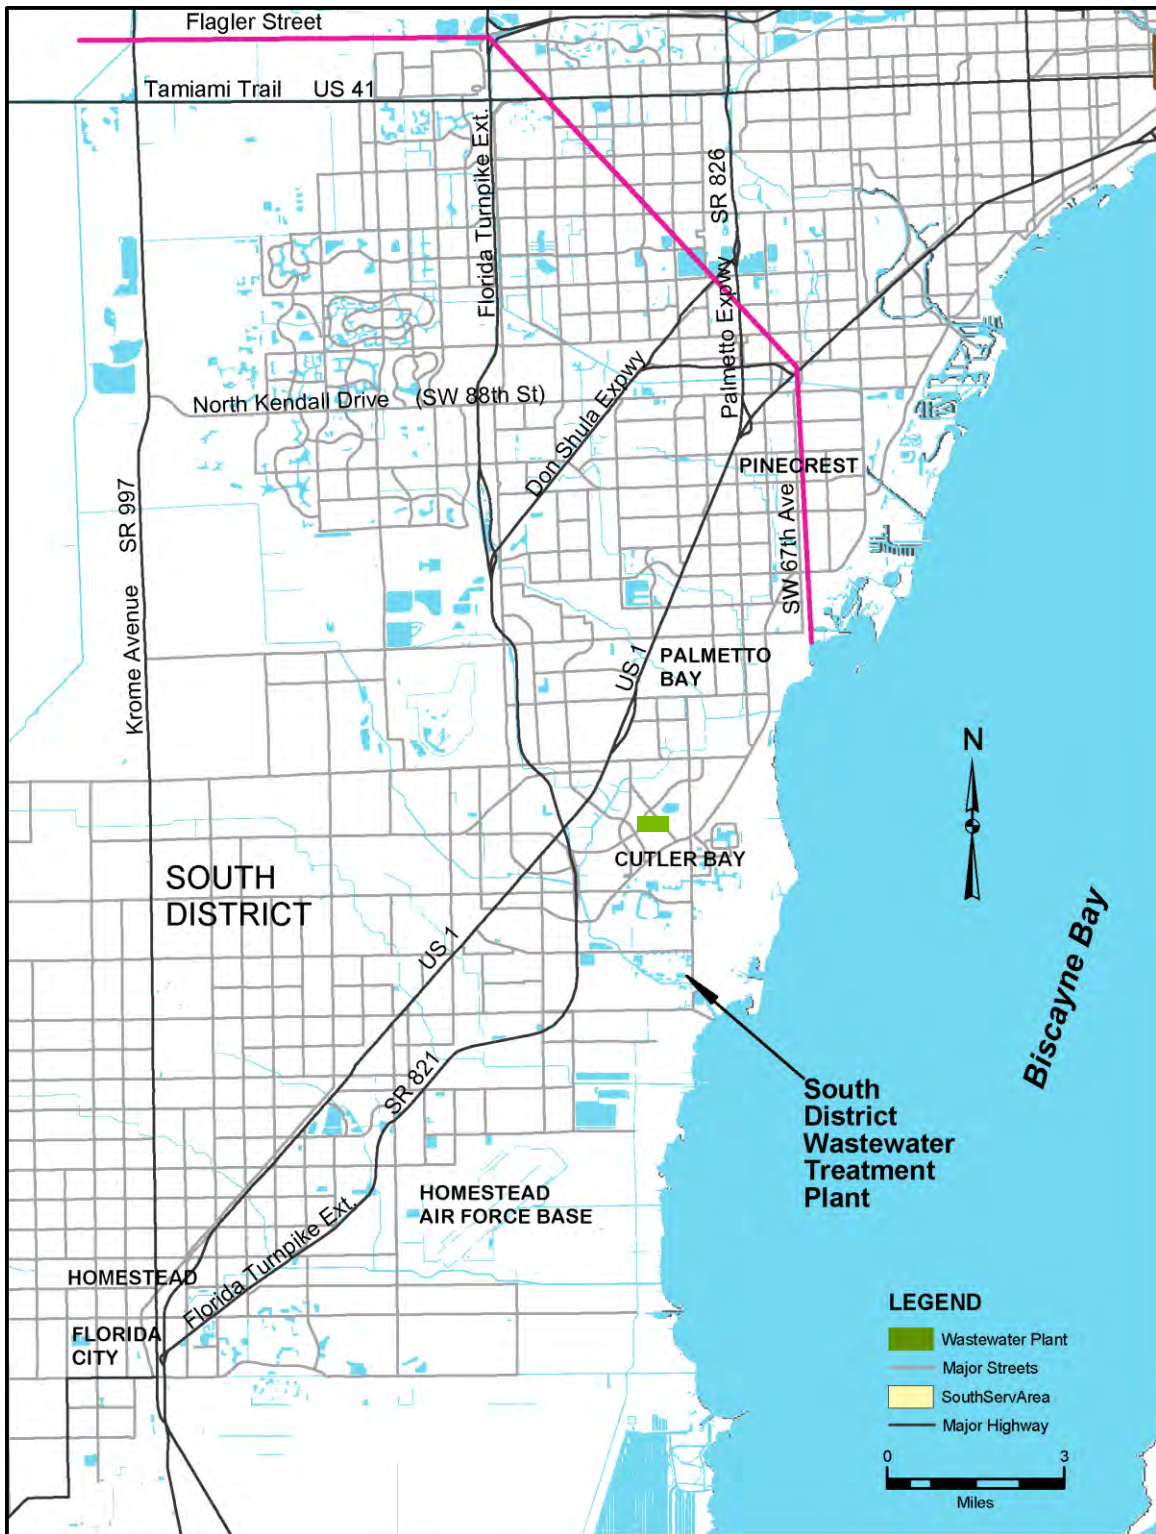 Flagler Street
Tamiami Trail US 41
Florida Turnpike Ext.
SR 826
Palmetto Expwy
North Kendall Drive (SW 88th St)
Don Shula Expwy
PINECREST
SW 67th Ave
Krome Avenue SR 997
US 1
PALMETTO
BAY
N
CUTLER BAY
SOUTH
DISTRICT
US 1
Biscayne Bay
SR 821
South
District
Wastewater
Treatment
Plant
HOMESTEAD
AIR FORCE BASE
Florida Turnpike Ext.
HOMESTEAD
FLORIDA
CITY
LEGEND
Wastewater Plant
Major Streets
SouthServArea
Major Highway
0 3
Miles